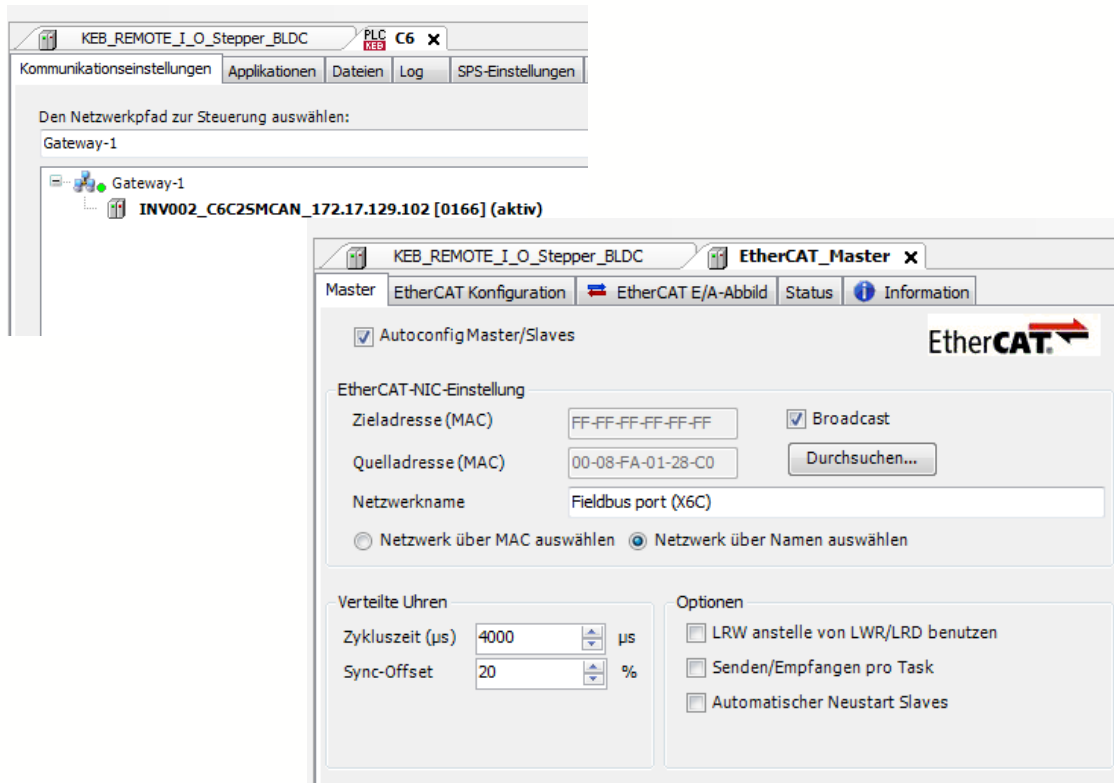 KEB_REMOTE_I_O_Stepper_BLDC PLC KEB C6
Kommunikationseinstellungen Applikationen Dateien Log SPS-Einstellungen
Den Netzwerkpfad zur Steuerung auswählen:
Gateway-1
Gateway-1
INV002_C6C2SMCAN_172.17.129.102 [0166] (aktiv)
KEB_REMOTE_I_O_Stepper_BLDC EtherCAT_Master
Master EtherCAT Konfiguration EtherCAT E/A-Abbild Status Information
Autoconfig Master/Slaves
EtherCAT.
EtherCAT-NIC-Einstellung
Zieladresse (MAC) FF-FF-FF-FF-FF-FF Broadcast
Quelladresse (MAC) 00-08-FA-01-28-C0 Durchsuchen...
Netzwerkname Fieldbus port (X6C)
Netzwerk über MAC auswählen Netzwerk über Namen auswählen
Verteilte Uhren Optionen
Zykluszeit (µs) 4000 µs LRW anstelle von LWR/LRD benutzen
Sync-Offset 20 % Senden/Empfangen pro Task
Automatischer Neustart Slaves